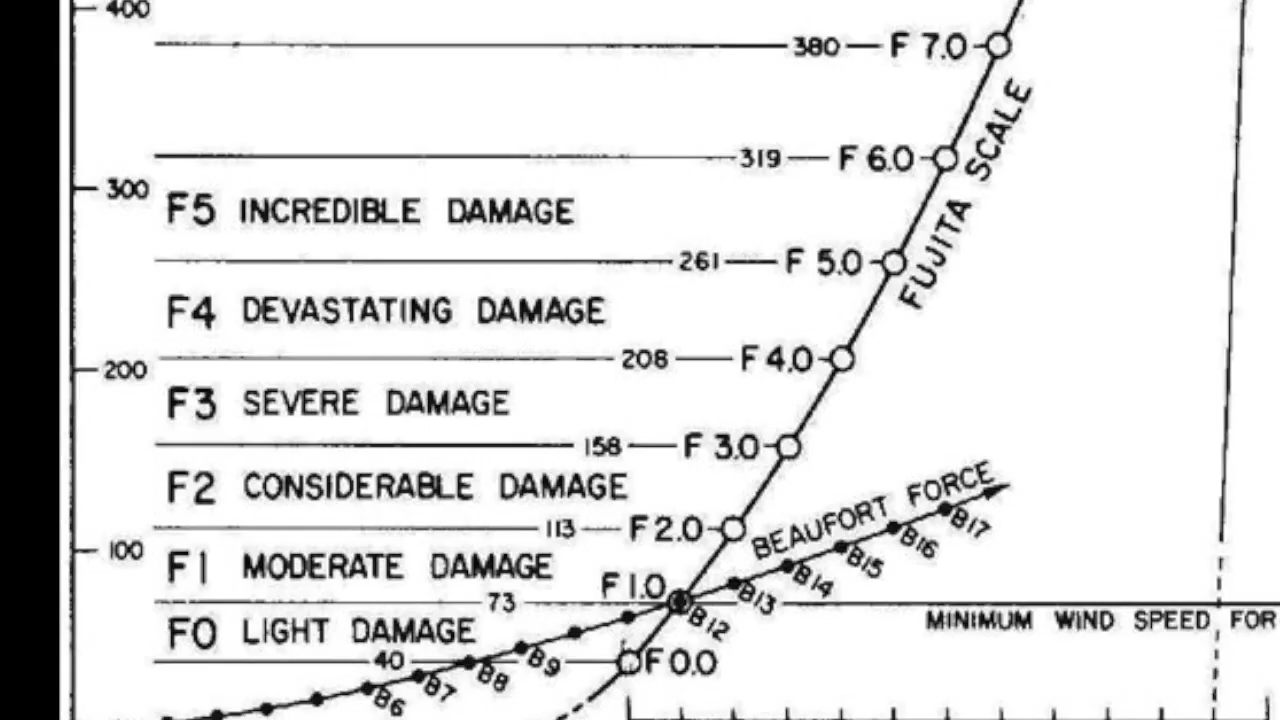 400
380 F 7.0
319 F 6.0
300
F5 INCREDIBLE DAMAGE
FUJITA SCALE
261 F 5.0
F4 DEVASTATING DAMAGE
208 F 4.0
200
F3 SEVERE DAMAGE
158 F 3.0
F2 CONSIDERABLE DAMAGE
BEAUFORT FORCE
113 F 2.0
B17
B16
100
F1 MODERATE DAMAGE
B15
B14
F 1.0
73
B13
B12
MINIMUM WIND SPEED FOR
F0 LIGHT DAMAGE
40 F 0.0
B9
B8
B7
B6